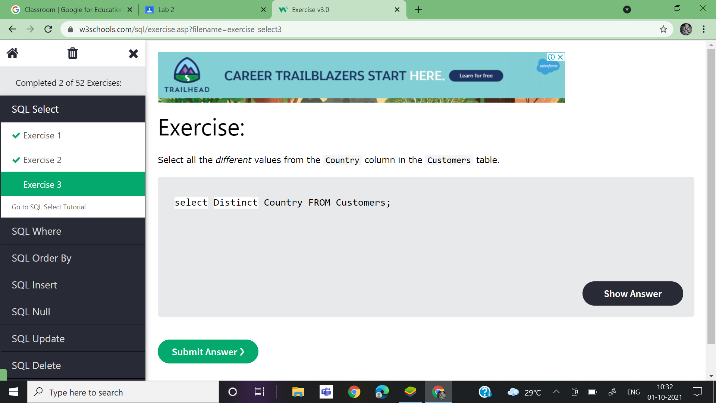 Classroom | Google for Education
Lab 2
Exercise v3.0
w3schools.com/sql/exercise.asp?filename=exercise_select3
Completed 2 of 52 Exercises:
SQL Select
Exercise 1
Exercise 2
Exercise 3
Go to SQL Select Tutorial
SQL Where
SQL Order By
SQL Insert
SQL Null
SQL Update
SQL Delete
TRAILHEAD
CAREER TRAILBLAZERS START HERE.
Learn for free
salesforce
Exercise:
Select all the different values from the Country column in the Customers table.
select Distinct Country FROM Customers;
Show Answer
Submit Answer ❯
Type here to search
29°C
ENG
10:32
01-10-2021